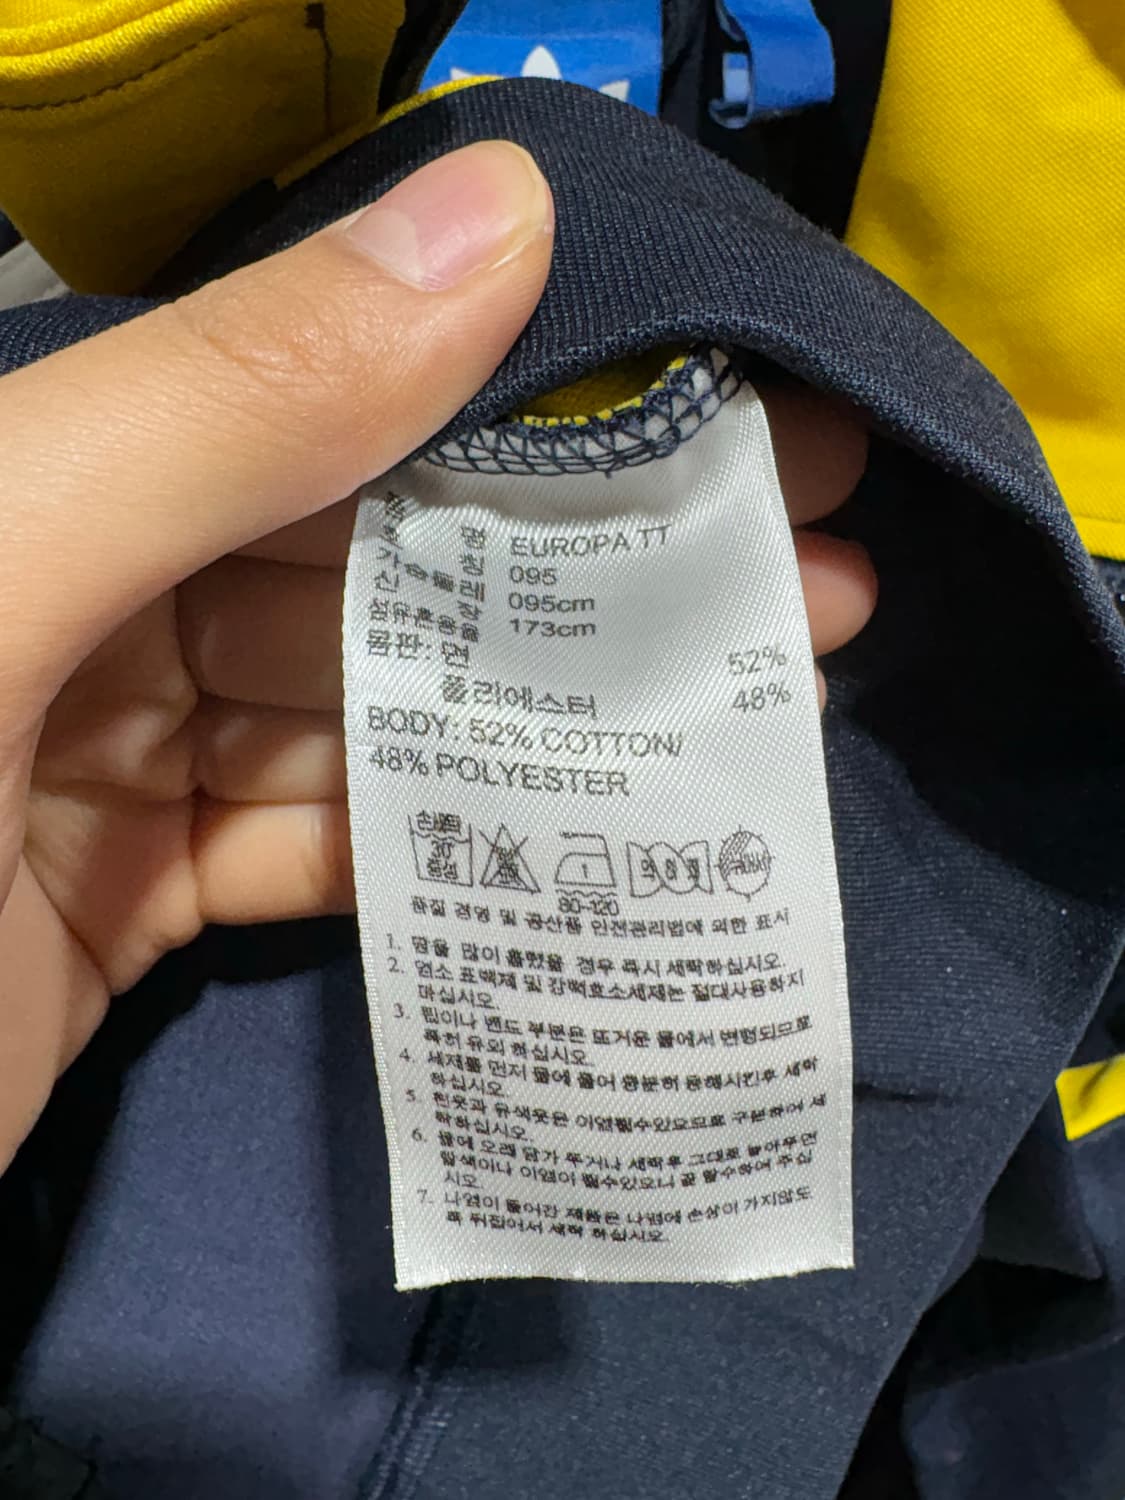 품 명 EUROPA TT
호 칭 095
가 슴 둘 레 095cm
신 장 173cm
섬유혼용율
몸판: 면 52%
폴리에스터 48%
BODY: 52% COTTON/
48% POLYESTER
손세탁
30
중성
80-120
품질 경영 및 공산품 안전관리법에 의한 표시
1. 땀을 많이 흘렸을 경우 즉시 세탁하십시오.
2. 염소 표백제 및 강력효소세제는 절대사용하지
마십시오.
3. 립이나 밴드 부분은 뜨거운 물에서 변형되므로
특히 유의 하십시오.
4. 세제를 먼저 물에 풀어 충분히 용해시킨후 세탁
하십시오.
5. 흰옷과 유색옷은 이염될수있으므로 구분하여 세
탁하십시오.
6. 물에 오래 담가 두거나 세탁후 그대로 놓아두면
탈색이나 이염이 될수있으니 곧 탈수하여 주십
시오.
7. 나염이 들어간 제품은 나염에 손상이 가지않도
록 뒤집어서 세탁 하십시오.